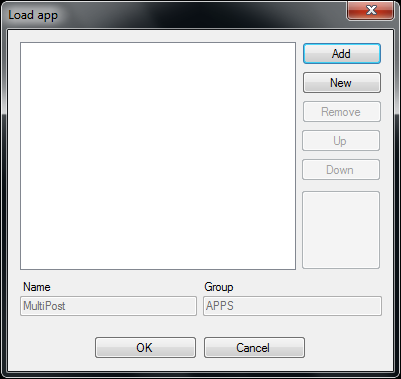 Load app
Add
New
Remove
Up
Down
Name
Group
MultiPost
APPS
OK
Cancel